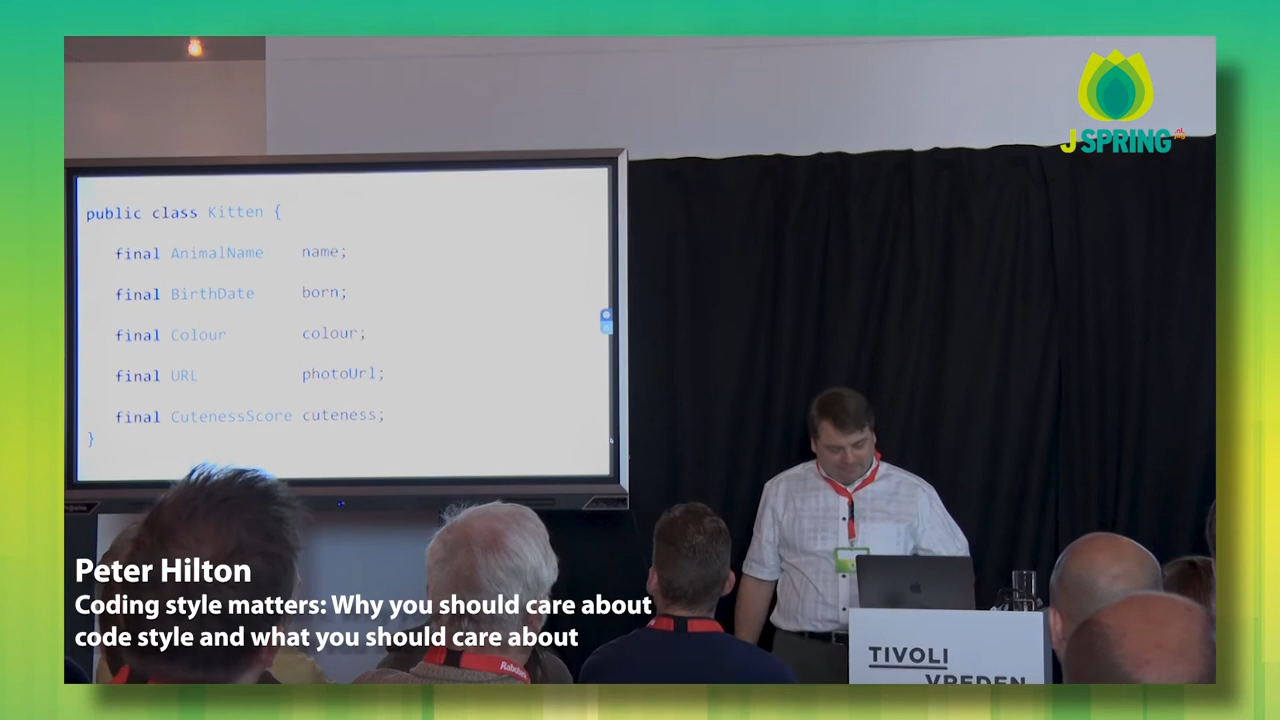 J SPRING
public class Kitten {
final AnimalName name;
final BirthDate born;
final Colour colour;
final URL photoUrl;
final CutenessScore cuteness;
}
Peter Hilton
Coding style matters: Why you should care about
code style and what you should care about
TIVOLI
VREDEN